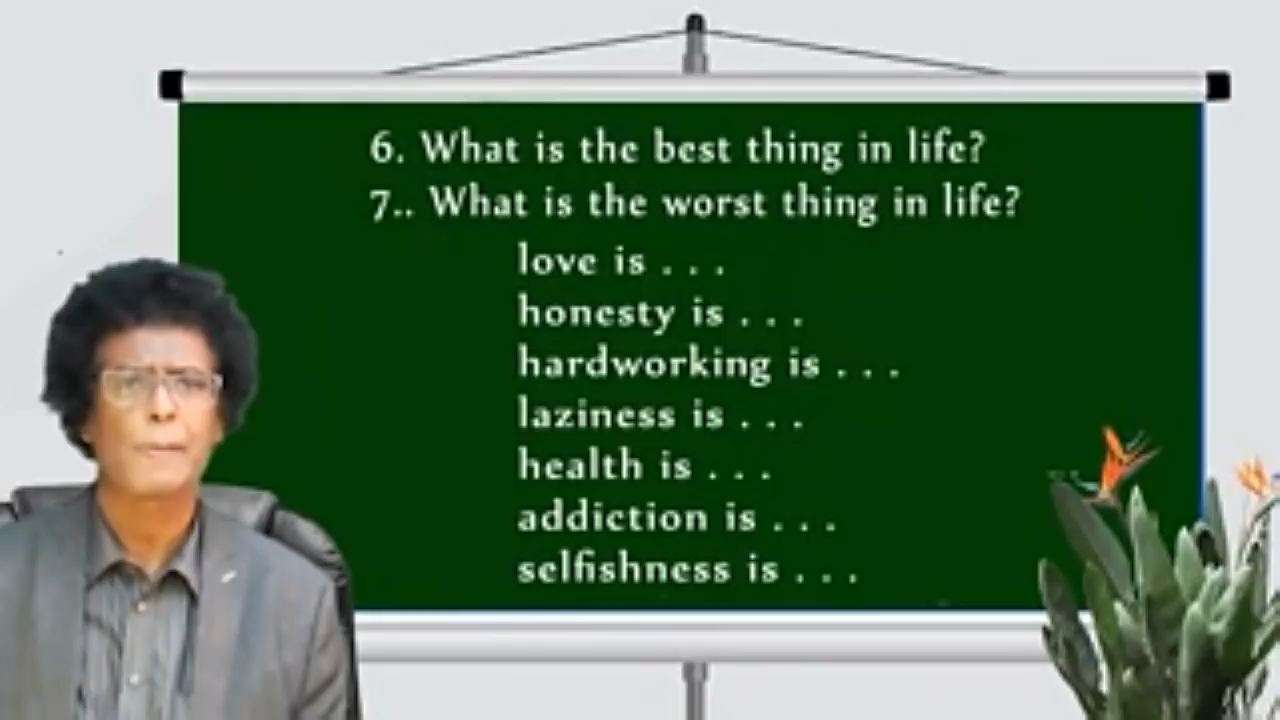 6. What is the best thing in life?
7.. What is the worst thing in life?
love is . . .
honesty is . . .
hardworking is . . .
laziness is . . .
health is . . .
addiction is . . .
selfishness is . . .